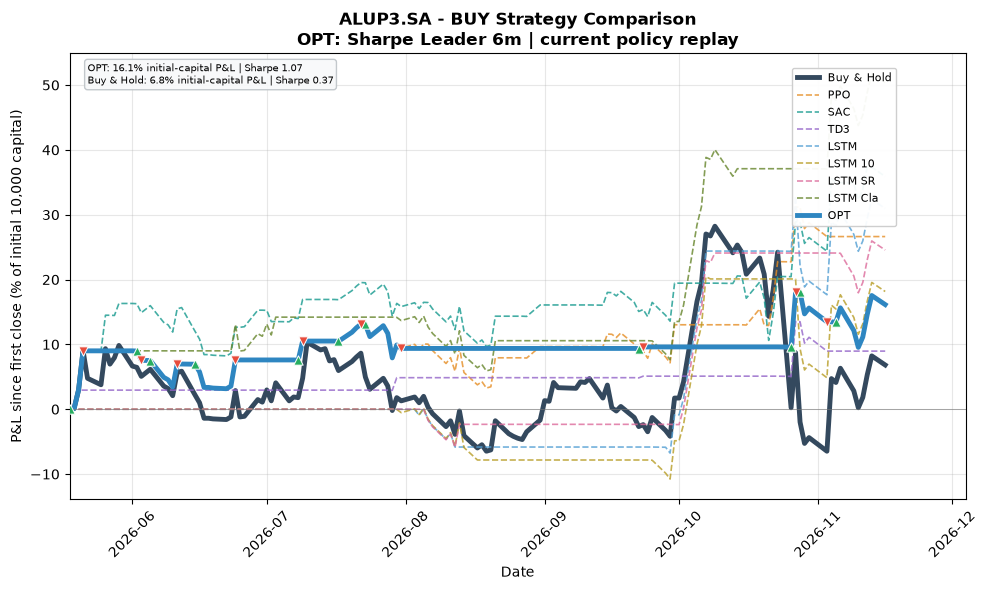 ALUP3.SA - BUY Strategy Comparison
OPT: Sharpe Leader 6m | current policy replay
OPT: 16.1% initial-capital P&L | Sharpe 1.07
Buy & Hold: 6.8% initial-capital P&L | Sharpe 0.37
Buy & Hold
PPO
SAC
TD3
LSTM
LSTM 10
LSTM SR
LSTM Cla
OPT
P&L since first close (% of initial 10,000 capital)
50
40
30
20
10
0
−10
2026-06
2026-07
2026-08
2026-09
2026-10
2026-11
2026-12
Date